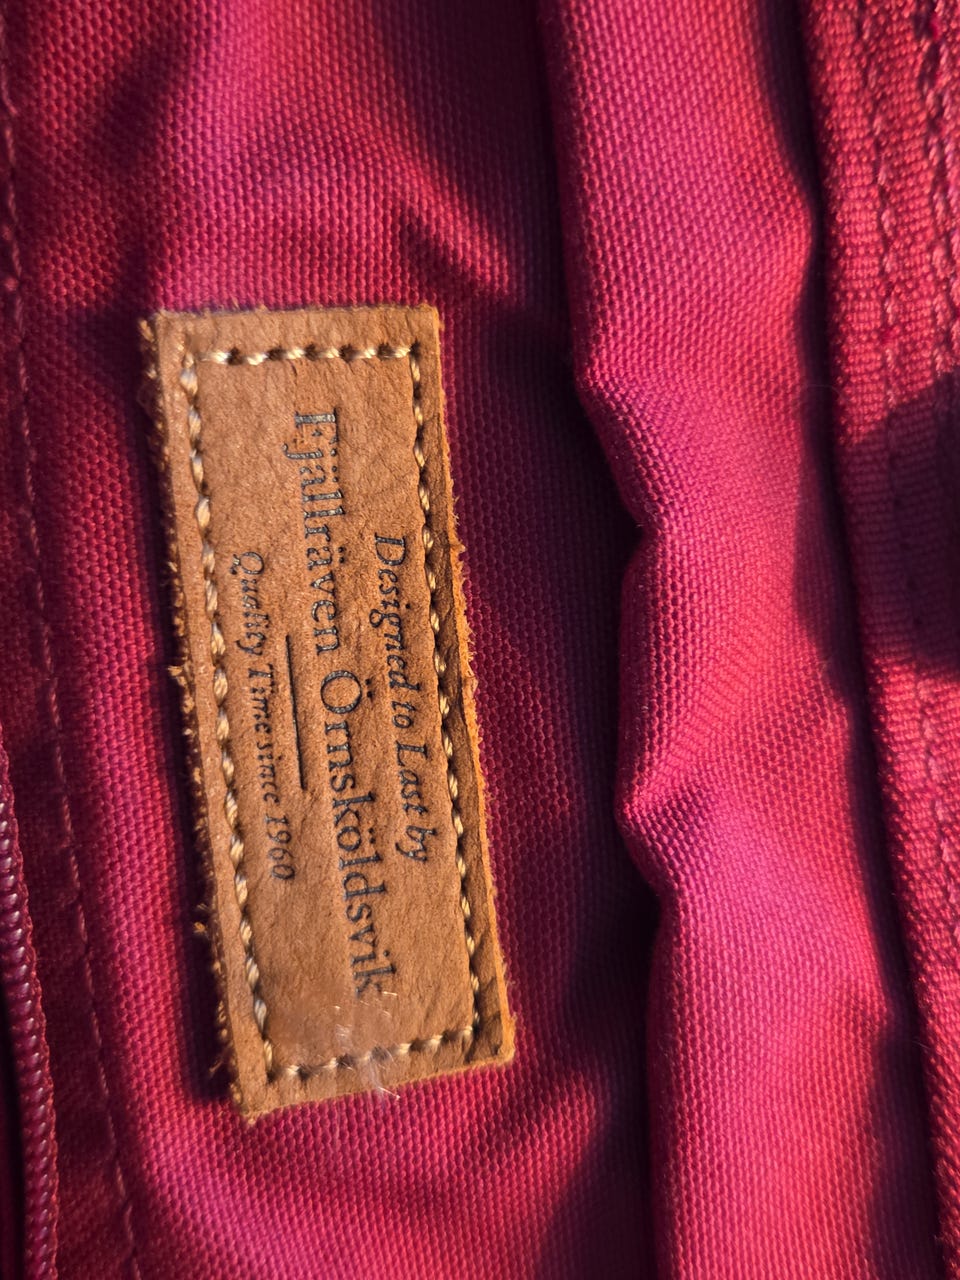 Designed to Last by
Fjällräven Örnsköldsvik
Quality Time since 1960